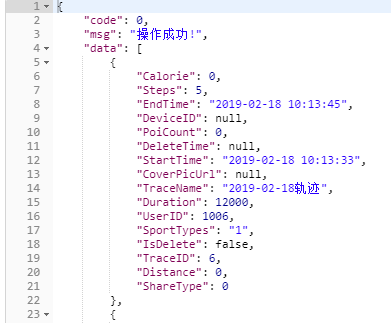 1 {
2 "code": 0,
3 "msg": "操作成功!",
4 "data": [
5 {
6 "Calorie": 0,
7 "Steps": 5,
8 "EndTime": "2019-02-18 10:13:45",
9 "DeviceID": null,
10 "PoiCount": 0,
11 "DeleteTime": null,
12 "StartTime": "2019-02-18 10:13:33",
13 "CoverPicUrl": null,
14 "TraceName": "2019-02-18轨迹",
15 "Duration": 12000,
16 "UserID": 1006,
17 "SportTypes": "1",
18 "IsDelete": false,
19 "TraceID": 6,
20 "Distance": 0,
21 "ShareType": 0
22 },
23 {